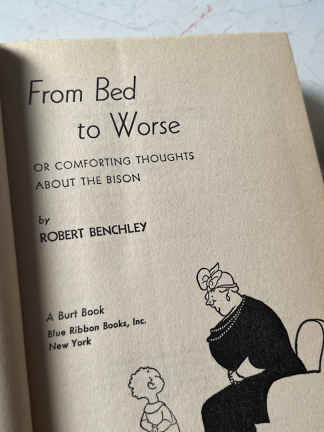 From Bed
to Worse
OR COMFORTING THOUGHTS
ABOUT THE BISON
by
ROBERT BENCHLEY
A Burt Book
Blue Ribbon Books, Inc.
New York